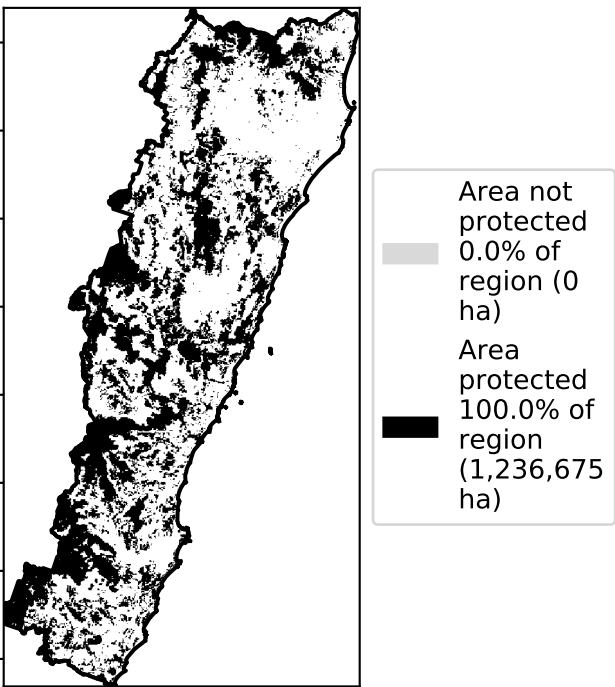 Area not
protected
0.0% of
region (0
ha)
Area
protected
100.0% of
region
(1,236,675
ha)